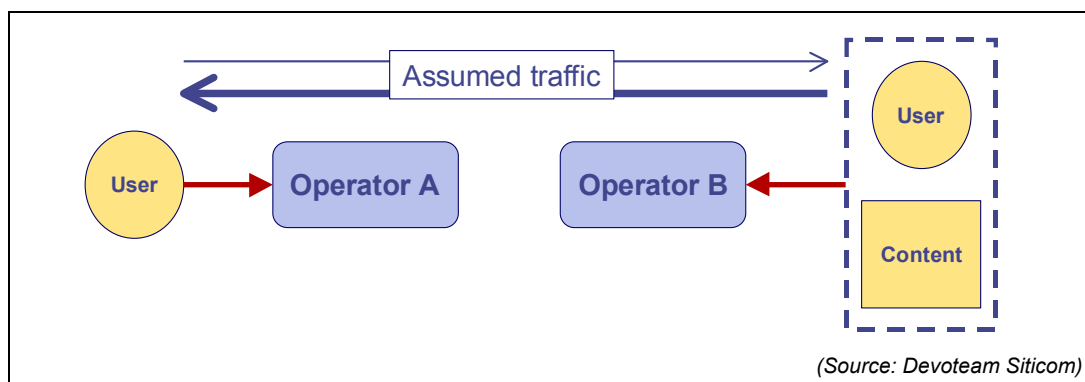 Assumed traffic
User
User
Operator A
Operator B
Content
(Source: Devoteam Siticom)